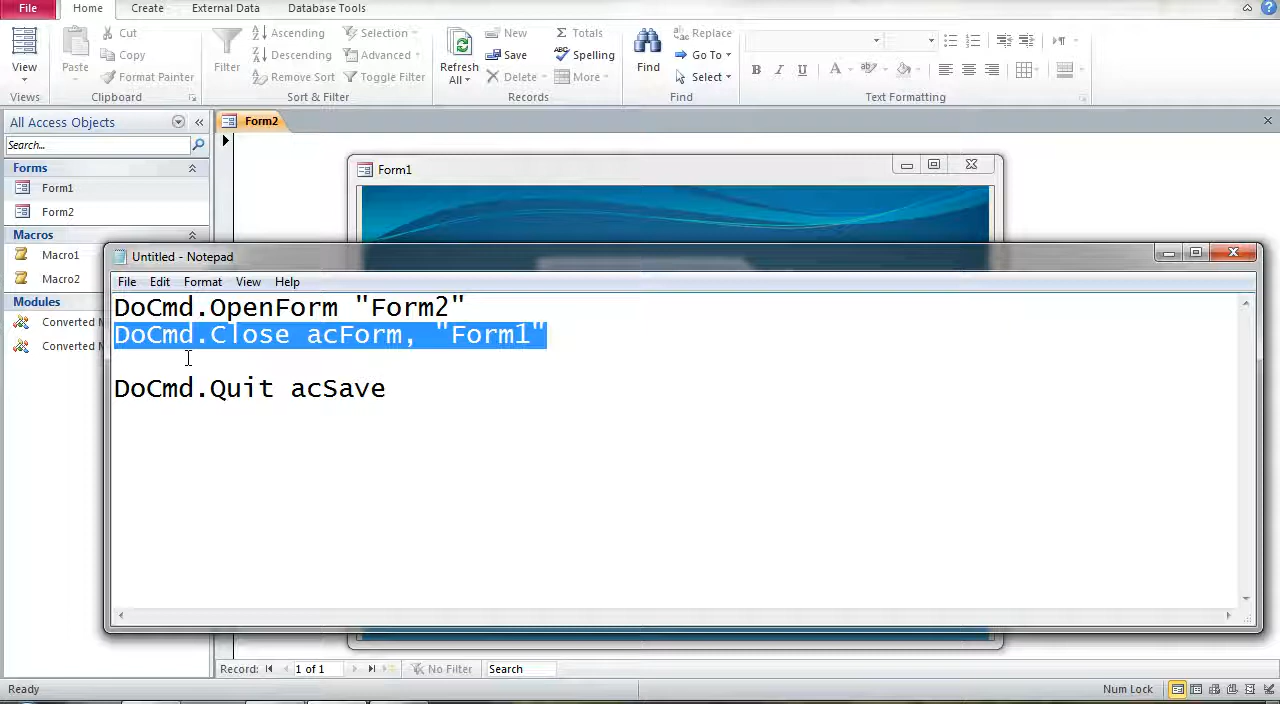 File Home Create External Data Database Tools
View Paste Cut Copy Format Painter
Filter Ascending Descending Remove Sort Selection Advanced Toggle Filter
Refresh All New Save Delete Totals Spelling More
Find Replace Go To Select
Views Clipboard Sort & Filter Records Find Text Formatting
All Access Objects
Form2
Search...
Forms
Form1
Form2
Macros
Macro1
Macro2
Modules
Converted M
Converted M
Form1
Untitled - Notepad
File Edit Format View Help
DoCmd.OpenForm "Form2"
DoCmd.Close acForm, "Form1"
DoCmd.Quit acSave
Record: 1 of 1 No Filter Search
Ready Num Lock